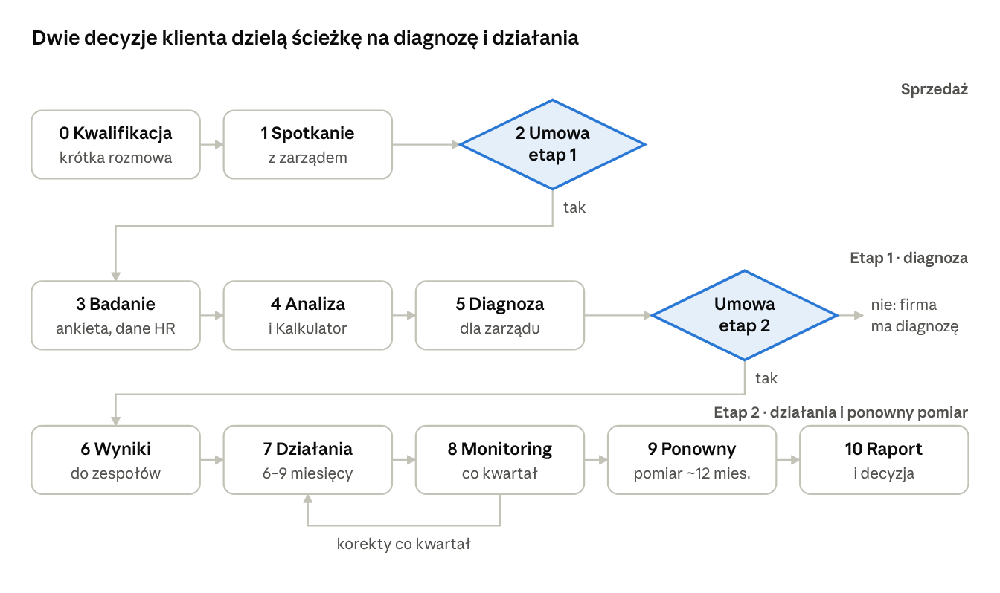 Dwie decyzje klienta dzielą ścieżkę na diagnozę i działania
Sprzedaż
0 Kwalifikacja
krótka rozmowa
1 Spotkanie
z zarządem
2 Umowa
etap 1
tak
Etap 1 · diagnoza
3 Badanie
ankieta, dane HR
4 Analiza
i Kalkulator
5 Diagnoza
dla zarządu
Umowa
etap 2
nie: firma
ma diagnozę
tak
Etap 2 · działania i ponowny pomiar
6 Wyniki
do zespołów
7 Działania
6–9 miesięcy
8 Monitoring
co kwartał
9 Ponowny
pomiar ~12 mies.
10 Raport
i decyzja
korekty co kwartał